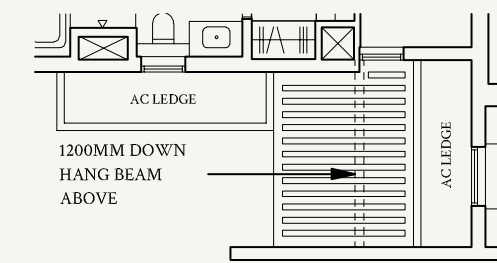 AC LEDGE
1200MM DOWN
HANG BEAM
ABOVE
AC LEDGE